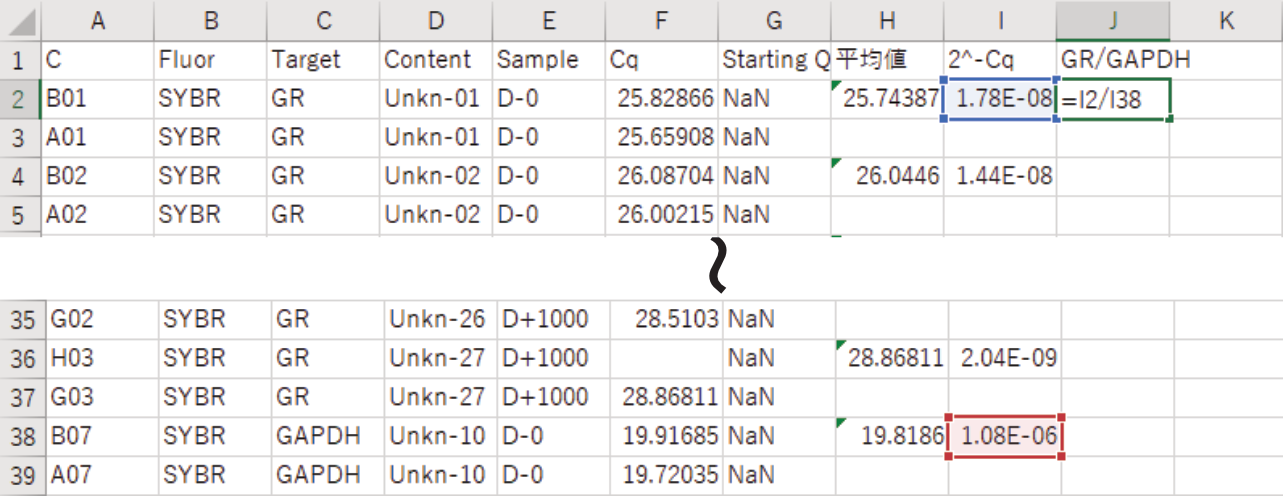 A B C D E F G H I J K
1 C Fluor Target Content Sample Cq Starting Q 平均値 2^-Cq GR/GAPDH
2 B01 SYBR GR Unkn-01 D-0 25.82866 NaN 25.74387 1.78E-08 =I2/I38
3 A01 SYBR GR Unkn-01 D-0 25.65908 NaN
4 B02 SYBR GR Unkn-02 D-0 26.08704 NaN 26.0446 1.44E-08
5 A02 SYBR GR Unkn-02 D-0 26.00215 NaN
35 G02 SYBR GR Unkn-26 D+1000 28.5103 NaN
36 H03 SYBR GR Unkn-27 D+1000 NaN 28.86811 2.04E-09
37 G03 SYBR GR Unkn-27 D+1000 28.86811 NaN
38 B07 SYBR GAPDH Unkn-10 D-0 19.91685 NaN 19.8186 1.08E-06
39 A07 SYBR GAPDH Unkn-10 D-0 19.72035 NaN